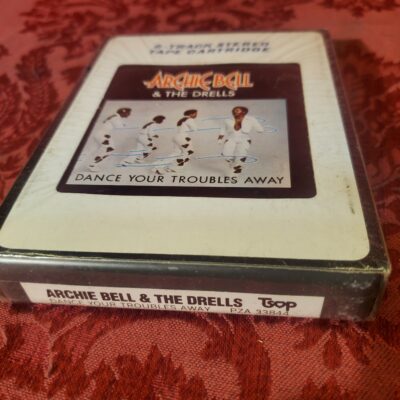 8-TRACK STEREO
TAPE CARTRIDGE
ARCHIE BELL
& THE DRELLS
DANCE YOUR TROUBLES AWAY
ARCHIE BELL & THE DRELLS TSOP
DANCE YOUR TROUBLES AWAY PZA 33844